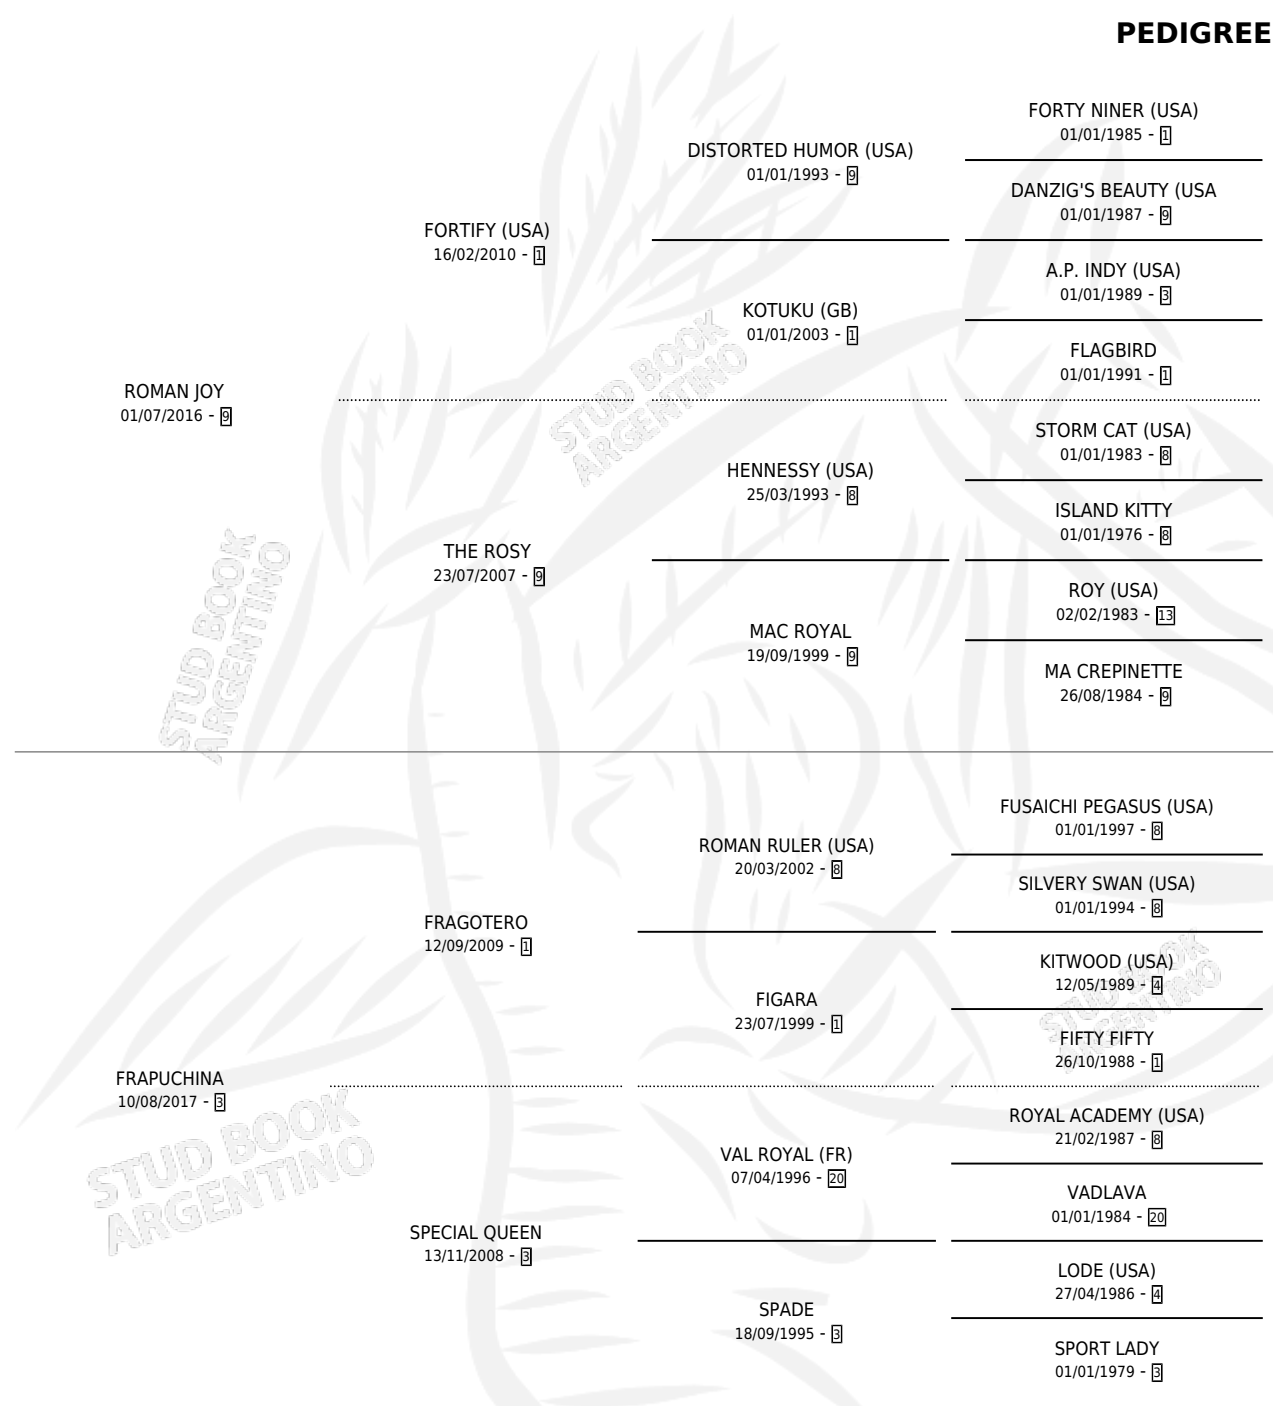 PEDIGREE
FORTY NINER (USA)
01/01/1985 - 1
DISTORTED HUMOR (USA)
01/01/1993 - 9
DANZIG'S BEAUTY (USA
01/01/1987 - 9
FORTIFY (USA)
16/02/2010 - 1
A.P. INDY (USA)
01/01/1989 - 3
KOTUKU (GB)
01/01/2003 - 1
FLAGBIRD
01/01/1991 - 1
ROMAN JOY
01/07/2016 - 9
STUD BOOK
ARGENTINO
STORM CAT (USA)
01/01/1983 - 8
HENNESSY (USA)
25/03/1993 - 8
ISLAND KITTY
01/01/1976 - 8
THE ROSY
23/07/2007 - 9
ROY (USA)
02/02/1983 - 13
MAC ROYAL
19/09/1999 - 9
MA CREPINETTE
26/08/1984 - 9
STUD BOOK
ARGENTINO
FUSAICHI PEGASUS (USA)
01/01/1997 - 8
ROMAN RULER (USA)
20/03/2002 - 8
SILVERY SWAN (USA)
01/01/1994 - 8
FRAGOTERO
12/09/2009 - 1
KITWOOD (USA)
12/05/1989 - 4
FIGARA
23/07/1999 - 1
STUD BOOK
ARGENTINO
FIFTY FIFTY
26/10/1988 - 1
FRAPUCHINA
10/08/2017 - 3
ROYAL ACADEMY (USA)
21/02/1987 - 8
VAL ROYAL (FR)
07/04/1996 - 20
STUD BOOK
ARGENTINO
VADLAVA
01/01/1984 - 20
SPECIAL QUEEN
13/11/2008 - 3
LODE (USA)
27/04/1986 - 4
SPADE
18/09/1995 - 3
SPORT LADY
01/01/1979 - 3